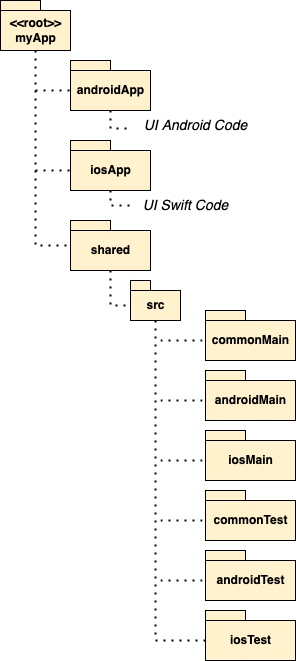 <<root>>
myApp
androidApp
UI Android Code
iosApp
UI Swift Code
shared
src
commonMain
androidMain
iosMain
commonTest
androidTest
iosTest